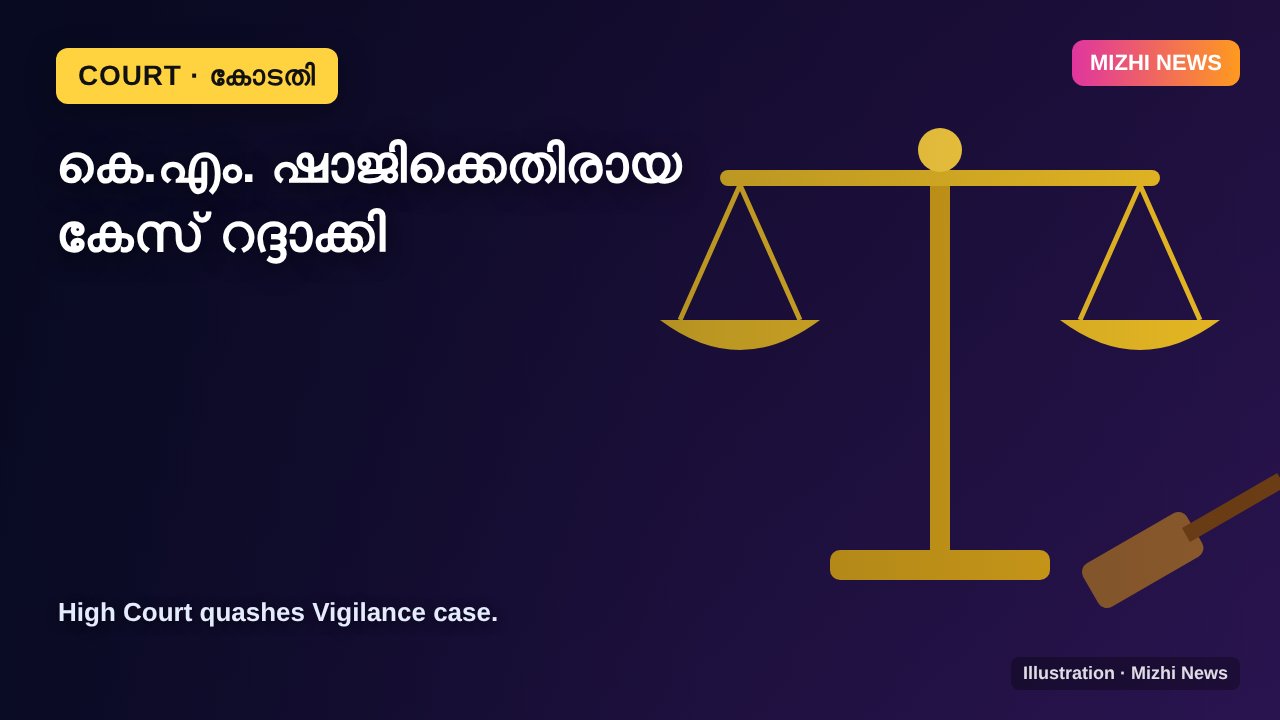 COURT · കോടതി
MIZHI NEWS
കെ.എം. ഷാജിക്കെതിരായ
കേസ് റദ്ദാക്കി
High Court quashes Vigilance case.
Illustration · Mizhi News